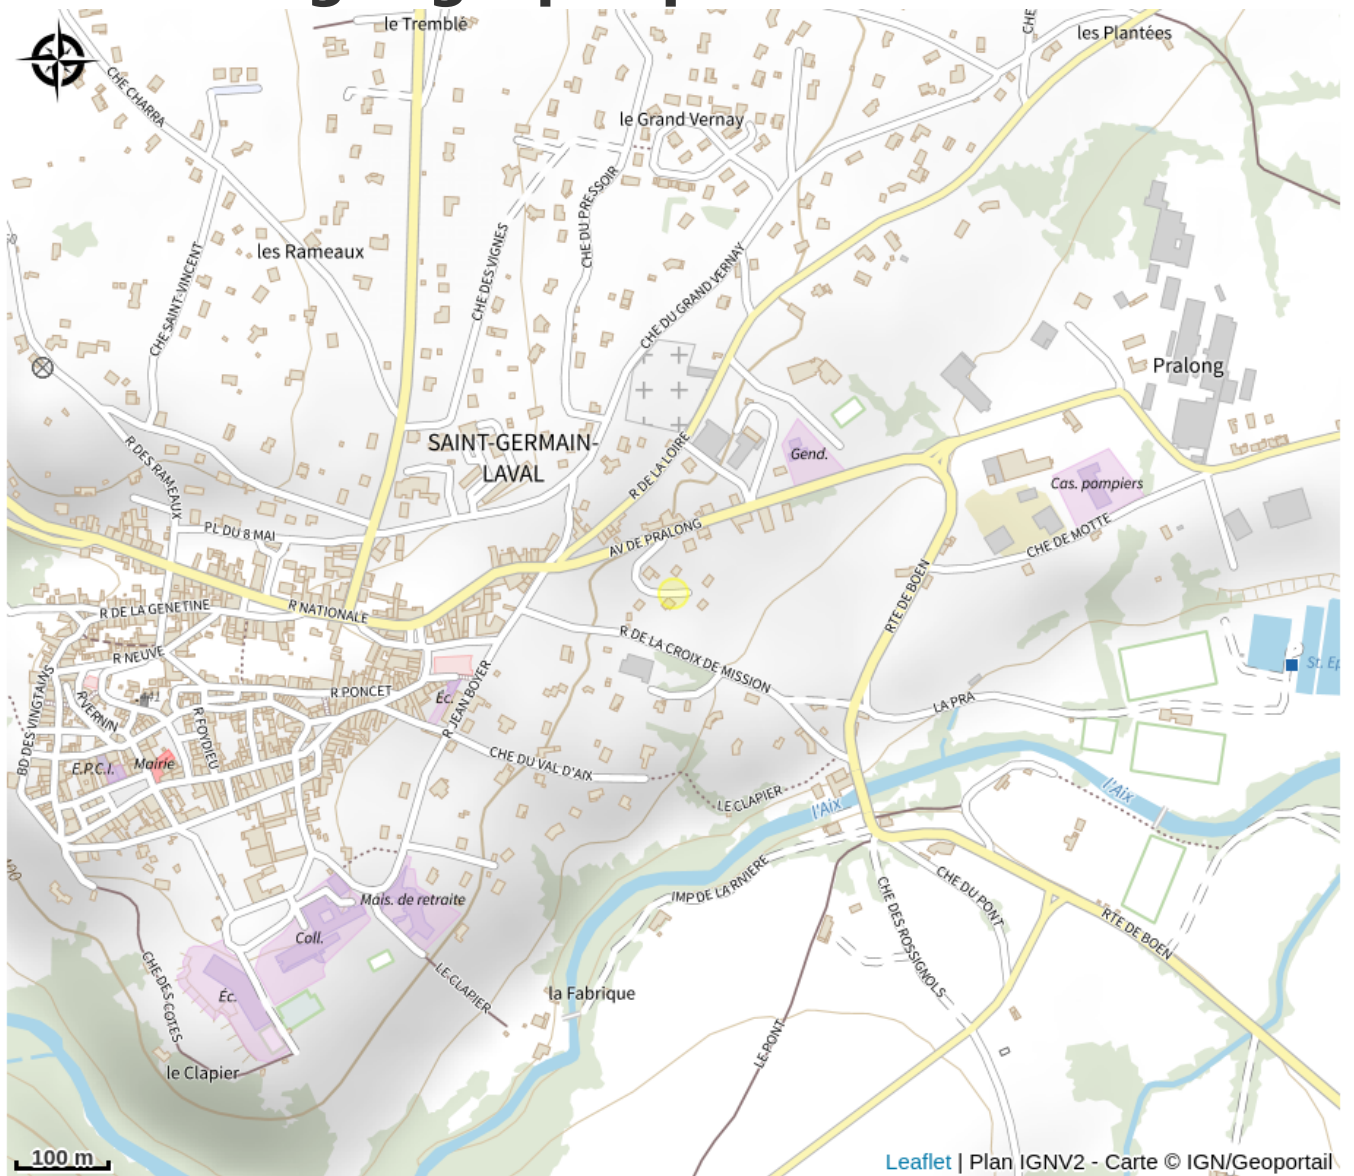 le Tremblé
CHE
les Plantées
CHE CHARRA
le Grand Vernay
CHE DU PRESSOIR
les Rameaux
CHE SAINT-VINCENT
CHE DES VIGNES
CHE DU GRAND VERNAY
Pralong
SAINT-GERMAIN-
LAVAL
R DES RAMEAUX
R DE LA LOIRE
Gend.
Cas. pompiers
PL DU 8 MAI
AV DE PRALONG
CHE DE MOTTE
RTE DE BOEN
R DE LA GENETINE
R NATIONALE
R NEUVE
R DE LA CROIX DE MISSION
St. Ep
BD DES VINGTAINS
R VERNIN
R FOYDIEU
R PONCET
Éc.
R JEAN BOYER
LA PRA
E.P.C.I.
Mairie
CHE DU VAL D'AIX
LE CLAPIER
l'Aix
l'Aix
IMP DE LA RIVIERE
CHE DU PONT
CHE DES ROSSIGNOLS
RTE DE BOEN
Mais. de retraite
Coll.
Éc.
CHE DES COTES
LE CLAPIER
la Fabrique
LE PONT
le Clapier
100 m
Leaflet | Plan IGNV2 - Carte © IGN/Geoportail